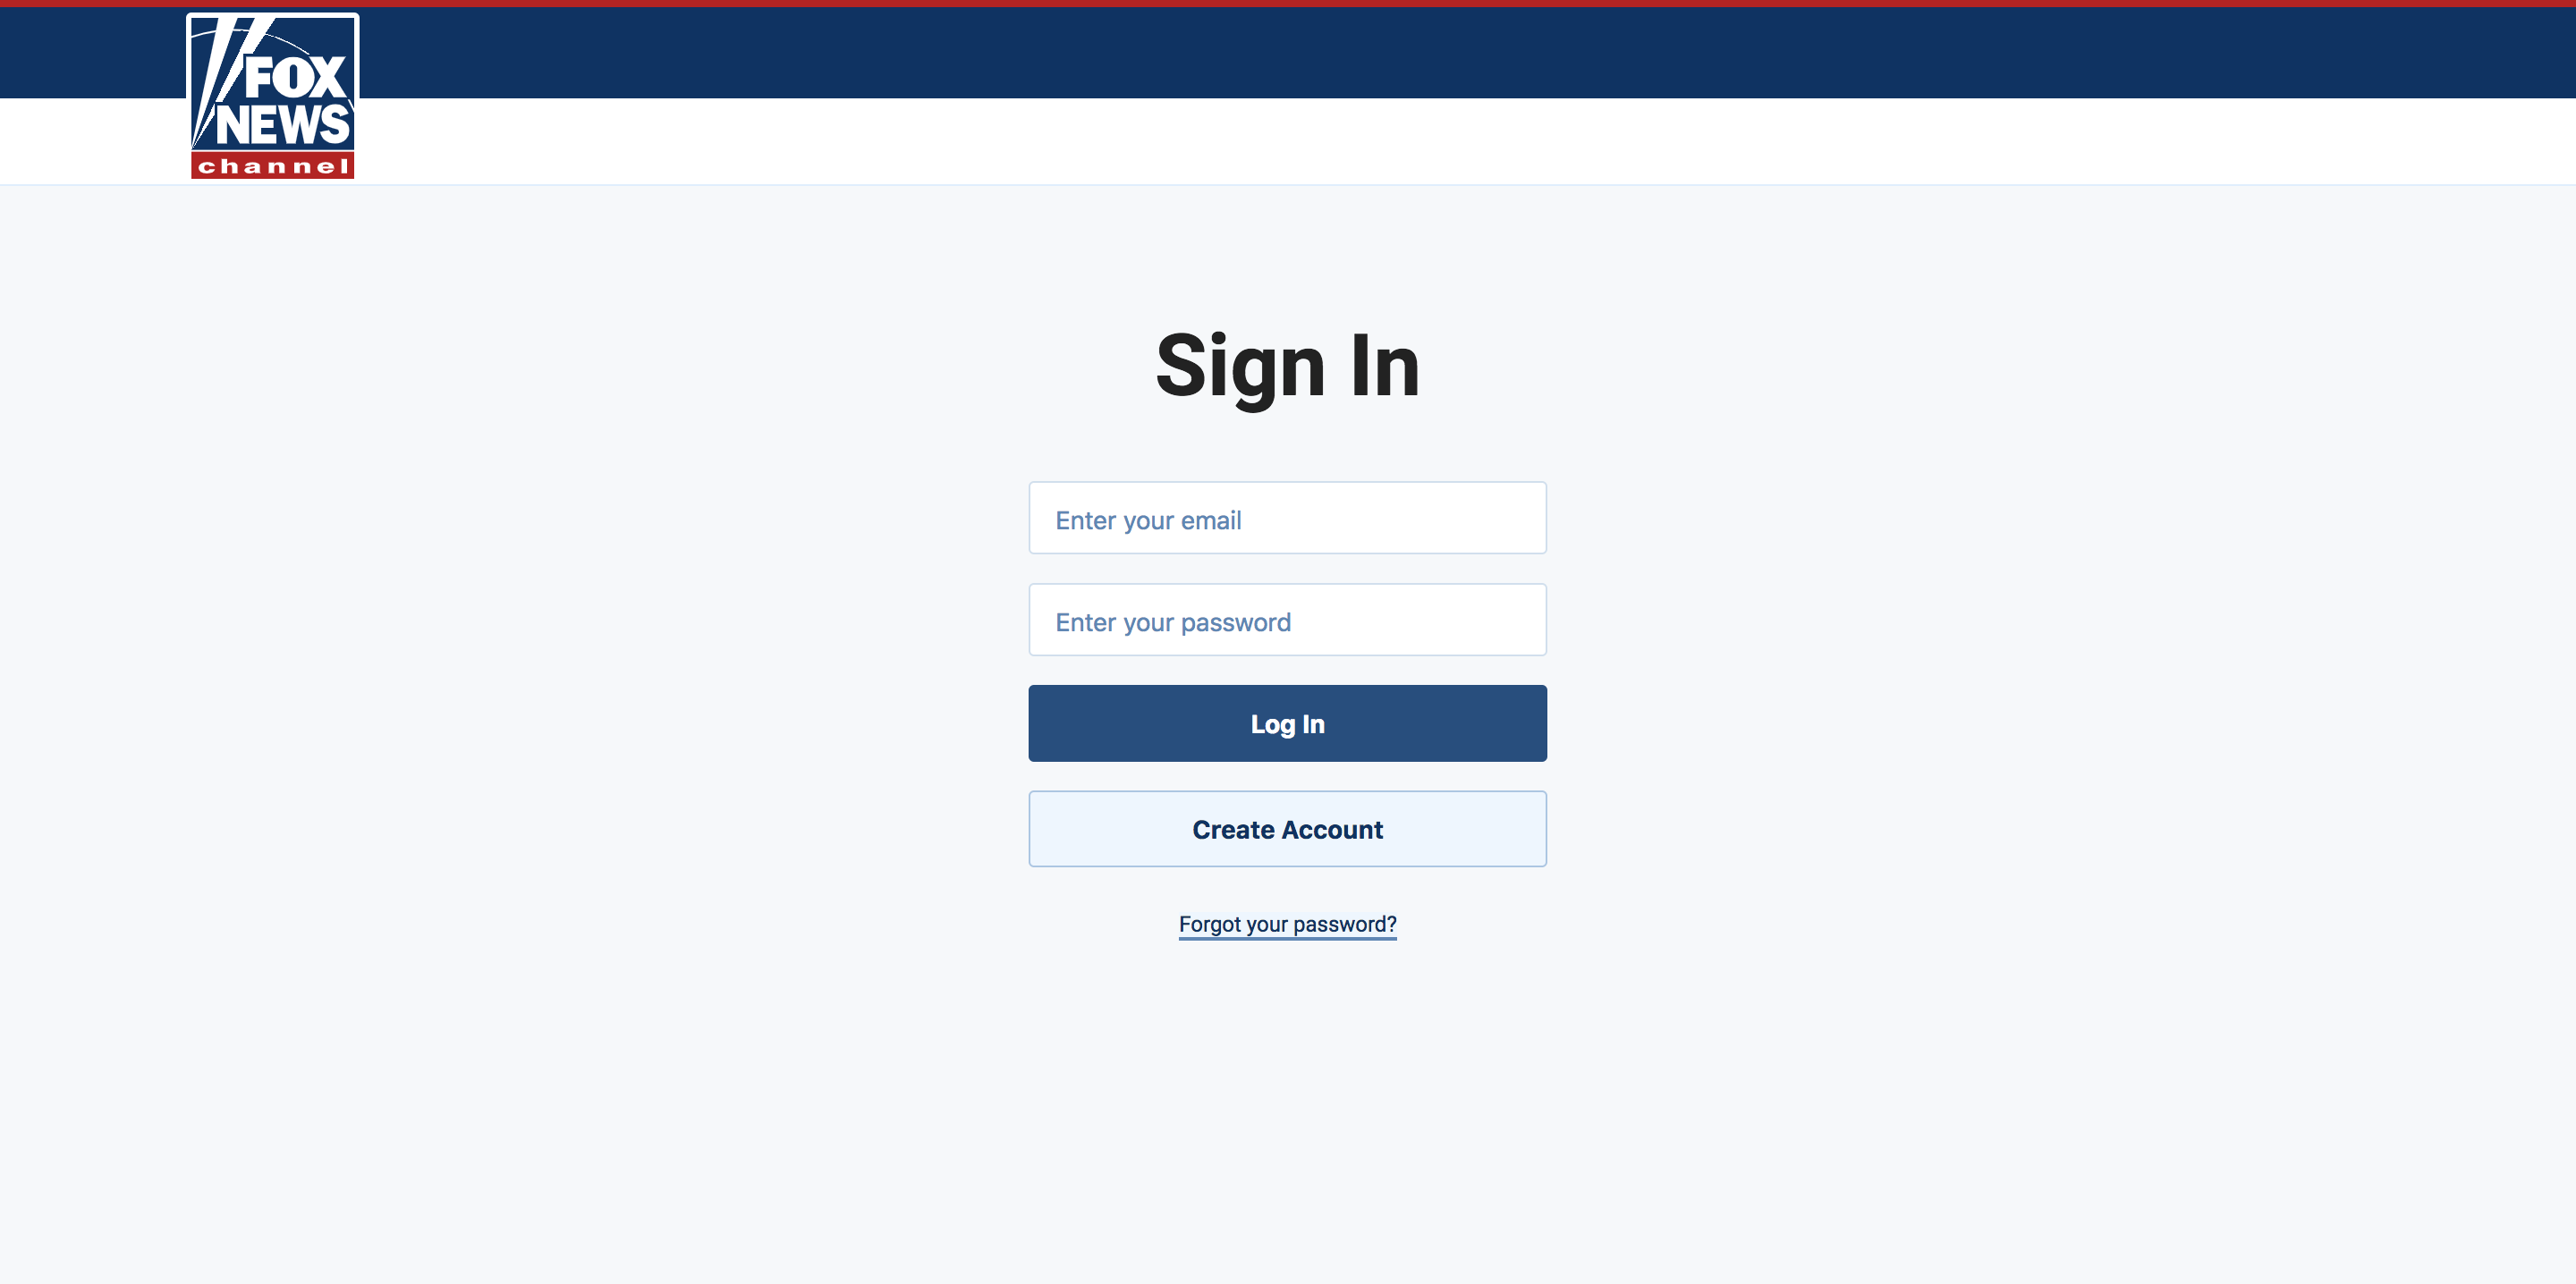 FOX
NEWS
channel
Sign In
Enter your email
Enter your password
Log In
Create Account
Forgot your password?